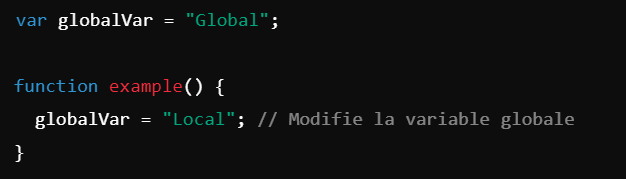 var globalVar = "Global";
function example() {
globalVar = "Local"; // Modifie la variable globale
}